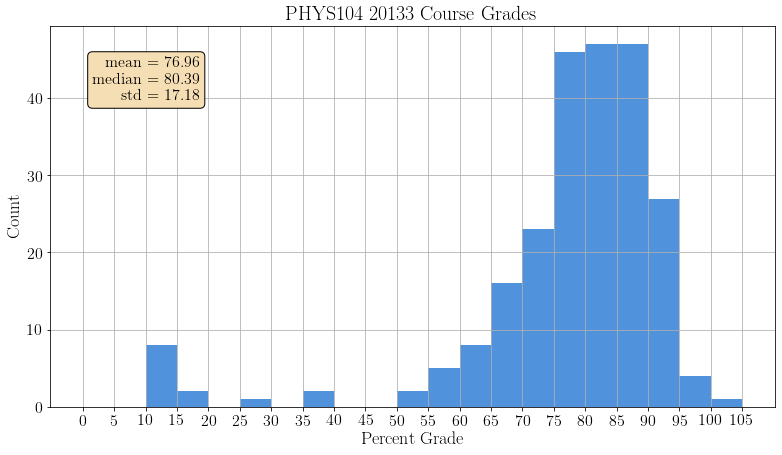 PHYS104 20133 Course Grades
mean = 76.96
median = 80.39
std = 17.18
Count
40
30
20
10
0
0 5 10 15 20 25 30 35 40 45 50 55 60 65 70 75 80 85 90 95 100 105
Percent Grade